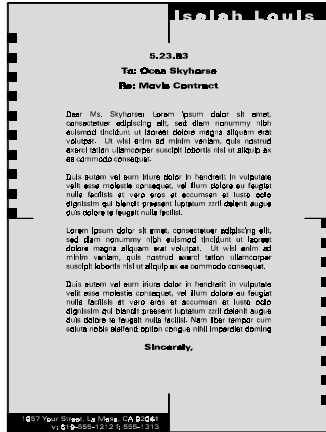 Isaiah Louis
5.23.83
To: Ocea Skyhorse
Re: Movie Contract
Dear Ms. Skyhorse: Lorem ipsum dolor sit amet,
consectetuer adipiscing elit, sed diam nonummy nibh
euismod tincidunt ut laoreet dolore magna aliquam erat
volutpat. Ut wisi enim ad minim veniam, quis nostrud
exerci tation ullamcorper suscipit lobortis nisl ut aliquip ex
ea commodo consequat.
Duis autem vel eum iriure dolor in hendrerit in vulputate
velit esse molestie consequat, vel illum dolore eu feugiat
nulla facilisis at vero eros et accumsan et iusto odio
dignissim qui blandit praesent luptatum zzril delenit augue
duis dolore te feugait nulla facilisi.
Lorem ipsum dolor sit amet, consectetuer adipiscing elit,
sed diam nonummy nibh euismod tincidunt ut laoreet
dolore magna aliquam erat volutpat. Ut wisi enim ad
minim veniam, quis nostrud exerci tation ullamcorper
suscipit lobortis nisl ut aliquip ex ea commodo consequat.
Duis autem vel eum iriure dolor in hendrerit in vulputate
velit esse molestie consequat, vel illum dolore eu feugiat
nulla facilisis at vero eros et accumsan et iusto odio
dignissim qui blandit praesent luptatum zzril delenit augue
duis dolore te feugait nulla facilisi. Nam liber tempor cum
soluta nobis eleifend option congue nihil imperdiet doming
Sincerely,
1957 Your Street, La Mesa, CA 92041
v: 619-555-1212 f: 555-1313